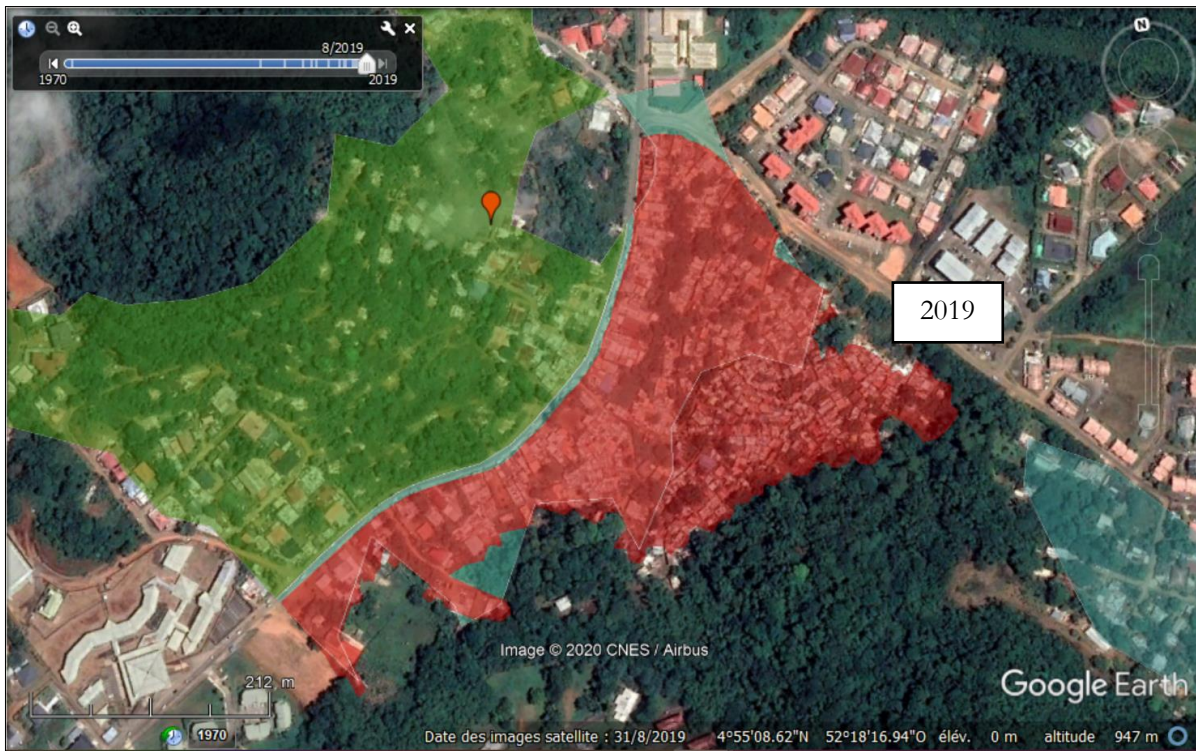 8/2019
1970
2019
N
2019
Image © 2020 CNES / Airbus
Google Earth
212 m
1970
Date des images satellite : 31/8/2019 4°55'08.62"N 52°18'16.94"O élév. 0 m altitude 947 m